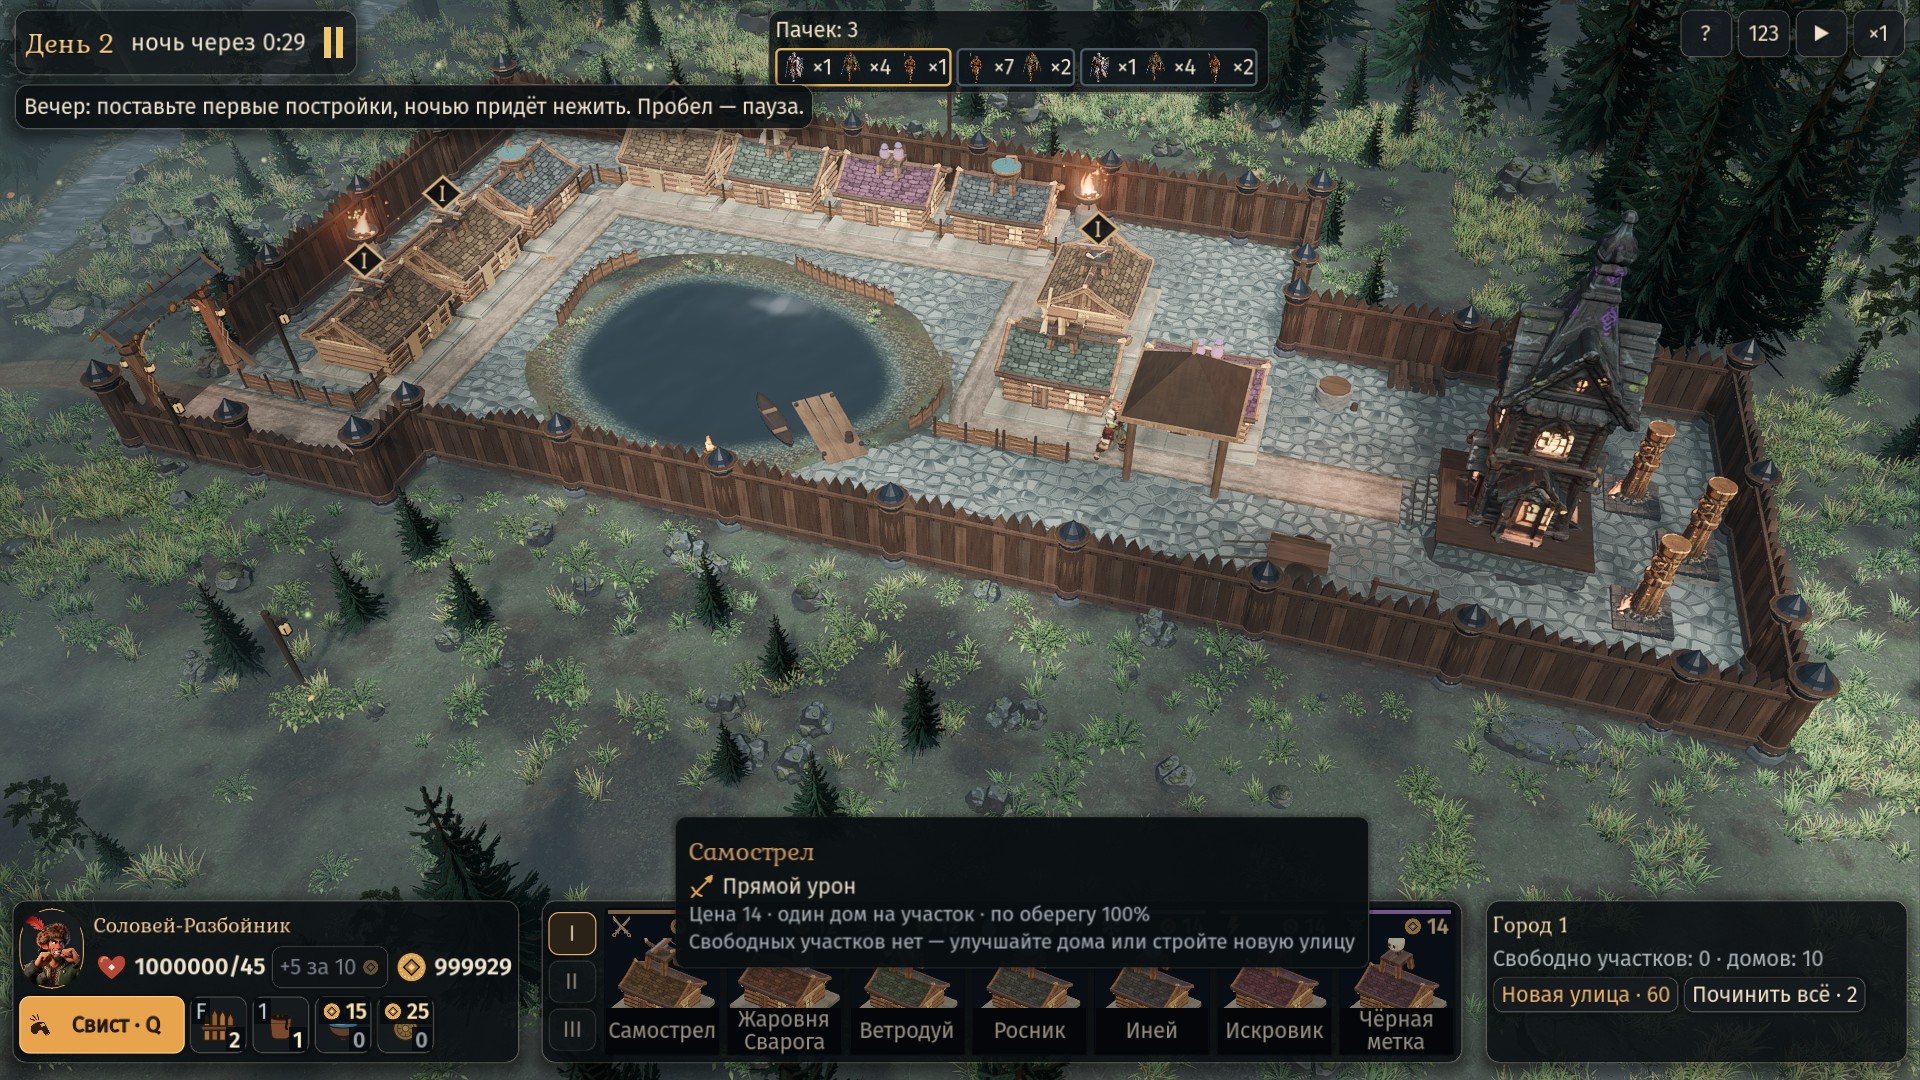 День 2 ночь через 0:29
Пачек: 3
×1 ×4 ×1 ×7 ×2 ×1 ×4 ×2
? 123 ×1
Вечер: поставьте первые постройки, ночью придёт нежить. Пробел — пауза.
I
I
I
Самострел
Прямой урон
Цена 14 · один дом на участок · по оберегу 100%
Свободных участков нет — улучшайте дома или стройте новую улицу
Соловей-Разбойник
1000000/45 +5 за 10 999929
Свист · Q
F 2
1 1
15 0
25 0
I
II
III
14
Самострел
Жаровня Сварога
Ветродуй
Росник
Иней
Искровик
Чёрная метка
Город 1
Свободно участков: 0 · домов: 10
Новая улица · 60 Починить всё · 2